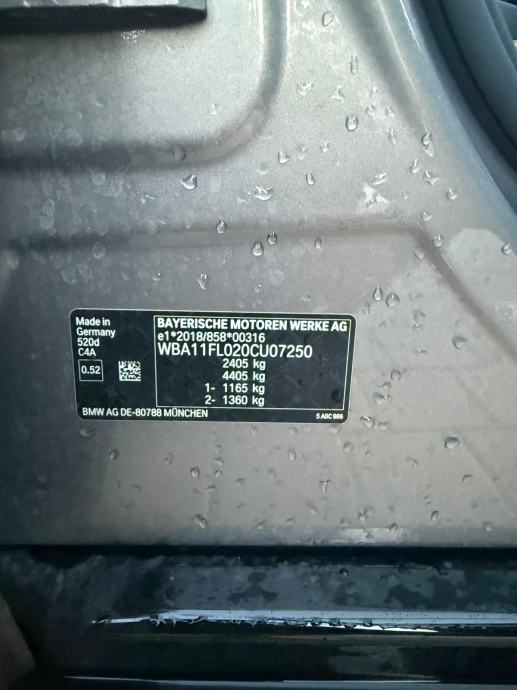 Made in
Germany
520d
C4A
0.52
BAYERISCHE MOTOREN WERKE AG
e1*2018/858*00316
WBA11FL020CU07250
2405 kg
4405 kg
1- 1165 kg
2- 1360 kg
BMW AG DE-80788 MÜNCHEN
5 A0C 986